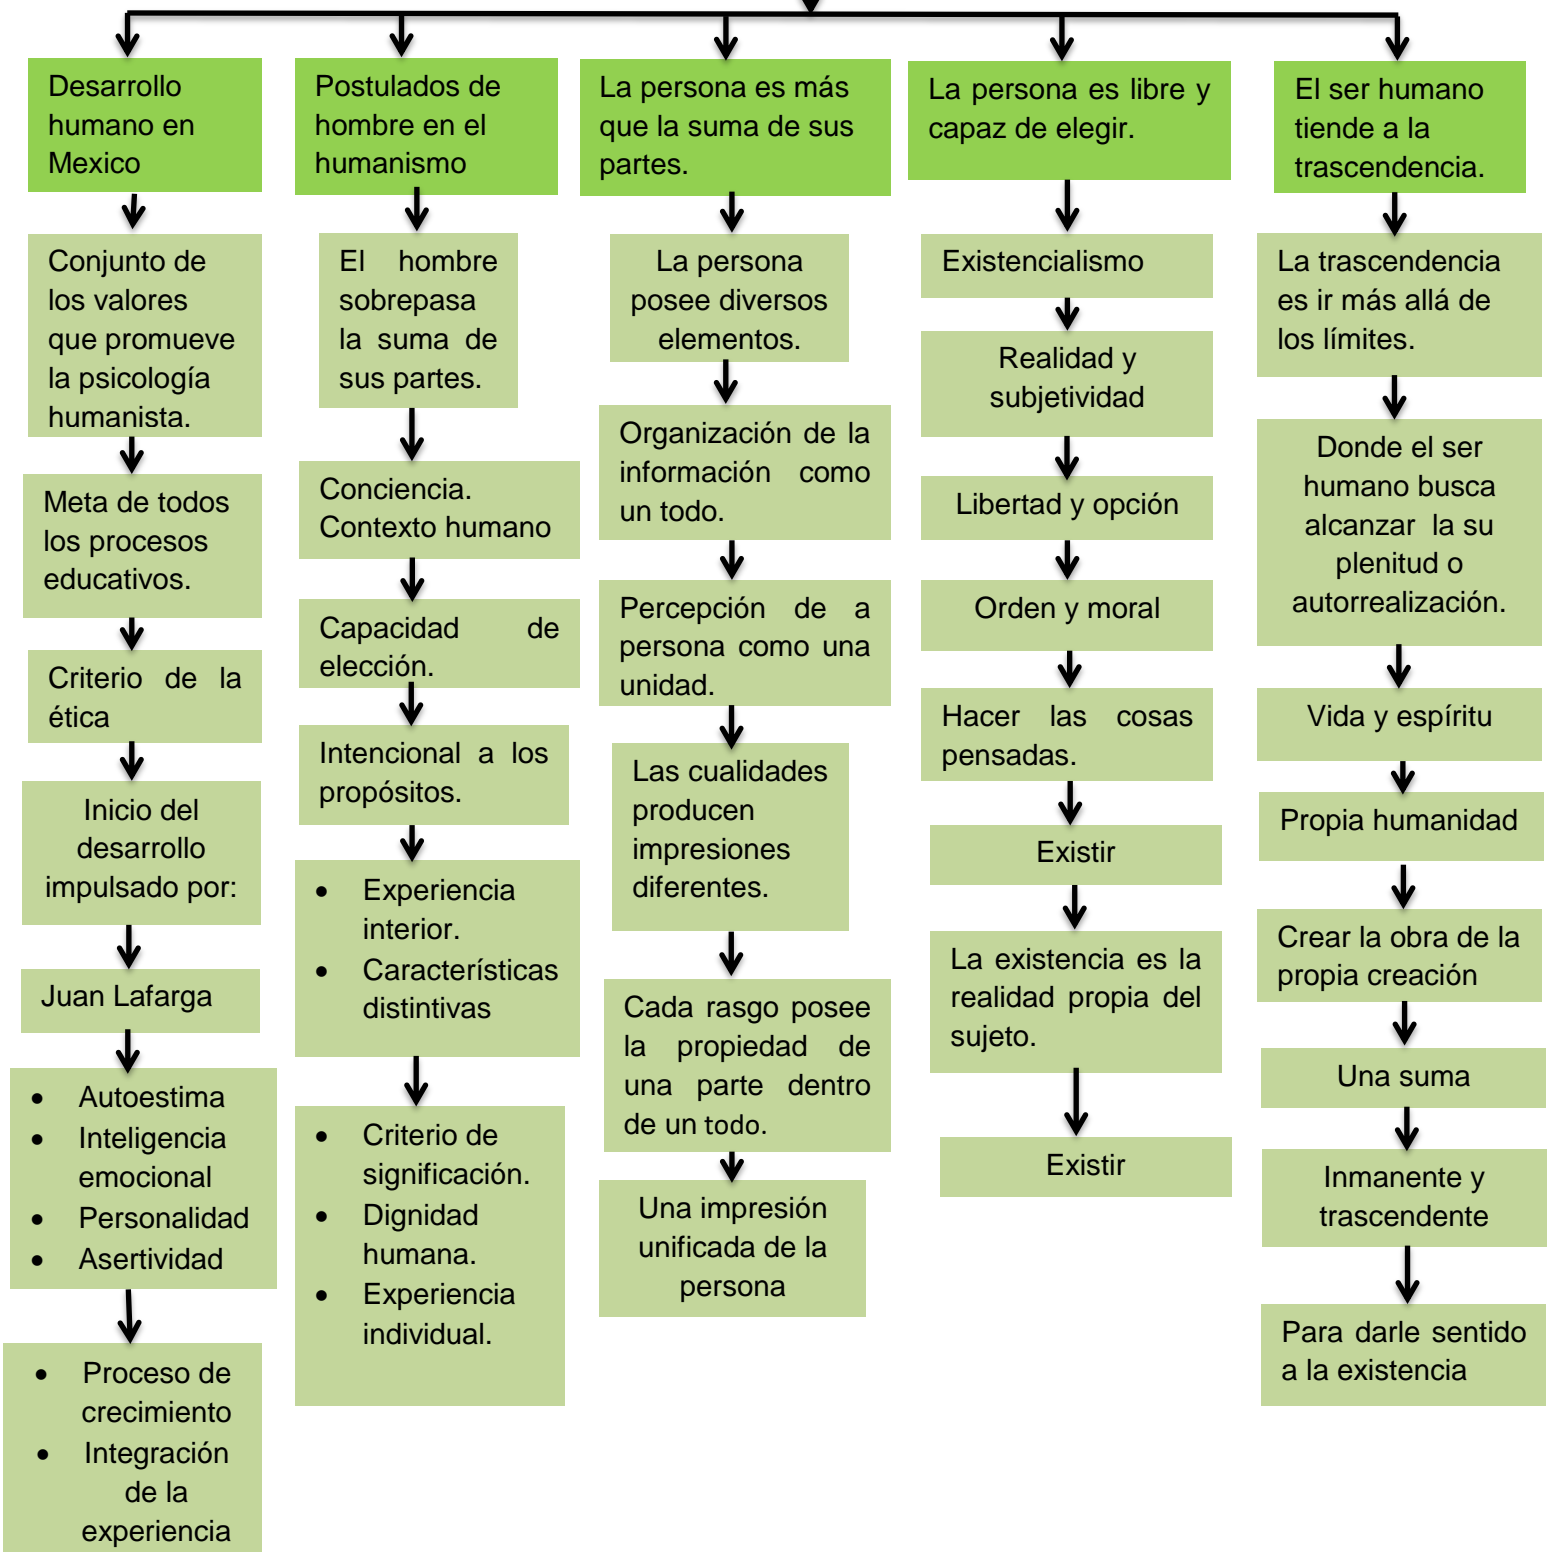 Desarrollo
humano en
Mexico
Conjunto de
los valores
que promueve
la psicología
humanista.
Meta de todos
los procesos
educativos.
Criterio de la
ética
Inicio del
desarrollo
impulsado por:
Juan Lafarga
• Autoestima
• Inteligencia
emocional
• Personalidad
• Asertividad
• Proceso de
crecimiento
• Integración
de la
experiencia
Postulados de
hombre en el
humanismo
El hombre
sobrepasa
la suma de
sus partes.
Conciencia.
Contexto humano
Capacidad de
elección.
Intencional a los
propósitos.
• Experiencia
interior.
• Características
distintivas
• Criterio de
significación.
• Dignidad
humana.
• Experiencia
individual.
La persona es más
que la suma de sus
partes.
La persona
posee diversos
elementos.
Organización de la
información como
un todo.
Percepción de a
persona como una
unidad.
Las cualidades
producen
impresiones
diferentes.
Cada rasgo posee
la propiedad de
una parte dentro
de un todo.
Una impresión
unificada de la
persona
La persona es libre y
capaz de elegir.
Existencialismo
Realidad y
subjetividad
Libertad y opción
Orden y moral
Hacer las cosas
pensadas.
Existir
La existencia es la
realidad propia del
sujeto.
Existir
El ser humano
tiende a la
trascendencia.
La trascendencia
es ir más allá de
los límites.
Donde el ser
humano busca
alcanzar la su
plenitud o
autorrealización.
Vida y espíritu
Propia humanidad
Crear la obra de la
propia creación
Una suma
Inmanente y
trascendente
Para darle sentido
a la existencia